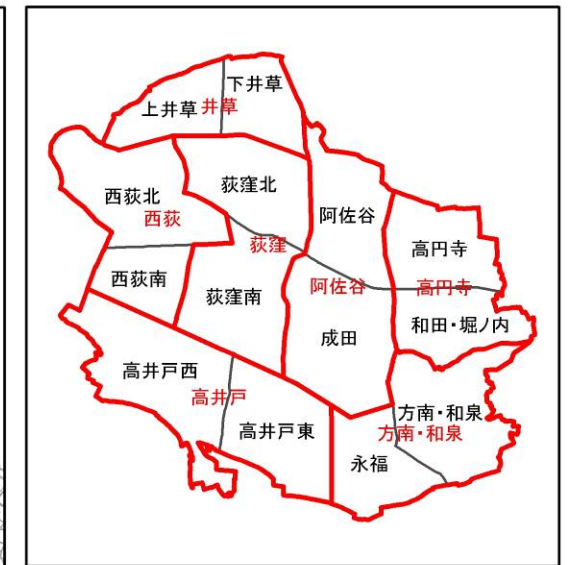 下井草
上井草
井草
荻窪北
西荻北
西荻
阿佐谷
高円寺
荻窪
西荻南
荻窪南
阿佐谷
高円寺
成田
和田・堀ノ内
高井戸西
高井戸
方南・和泉
高井戸東
方南・和泉
永福